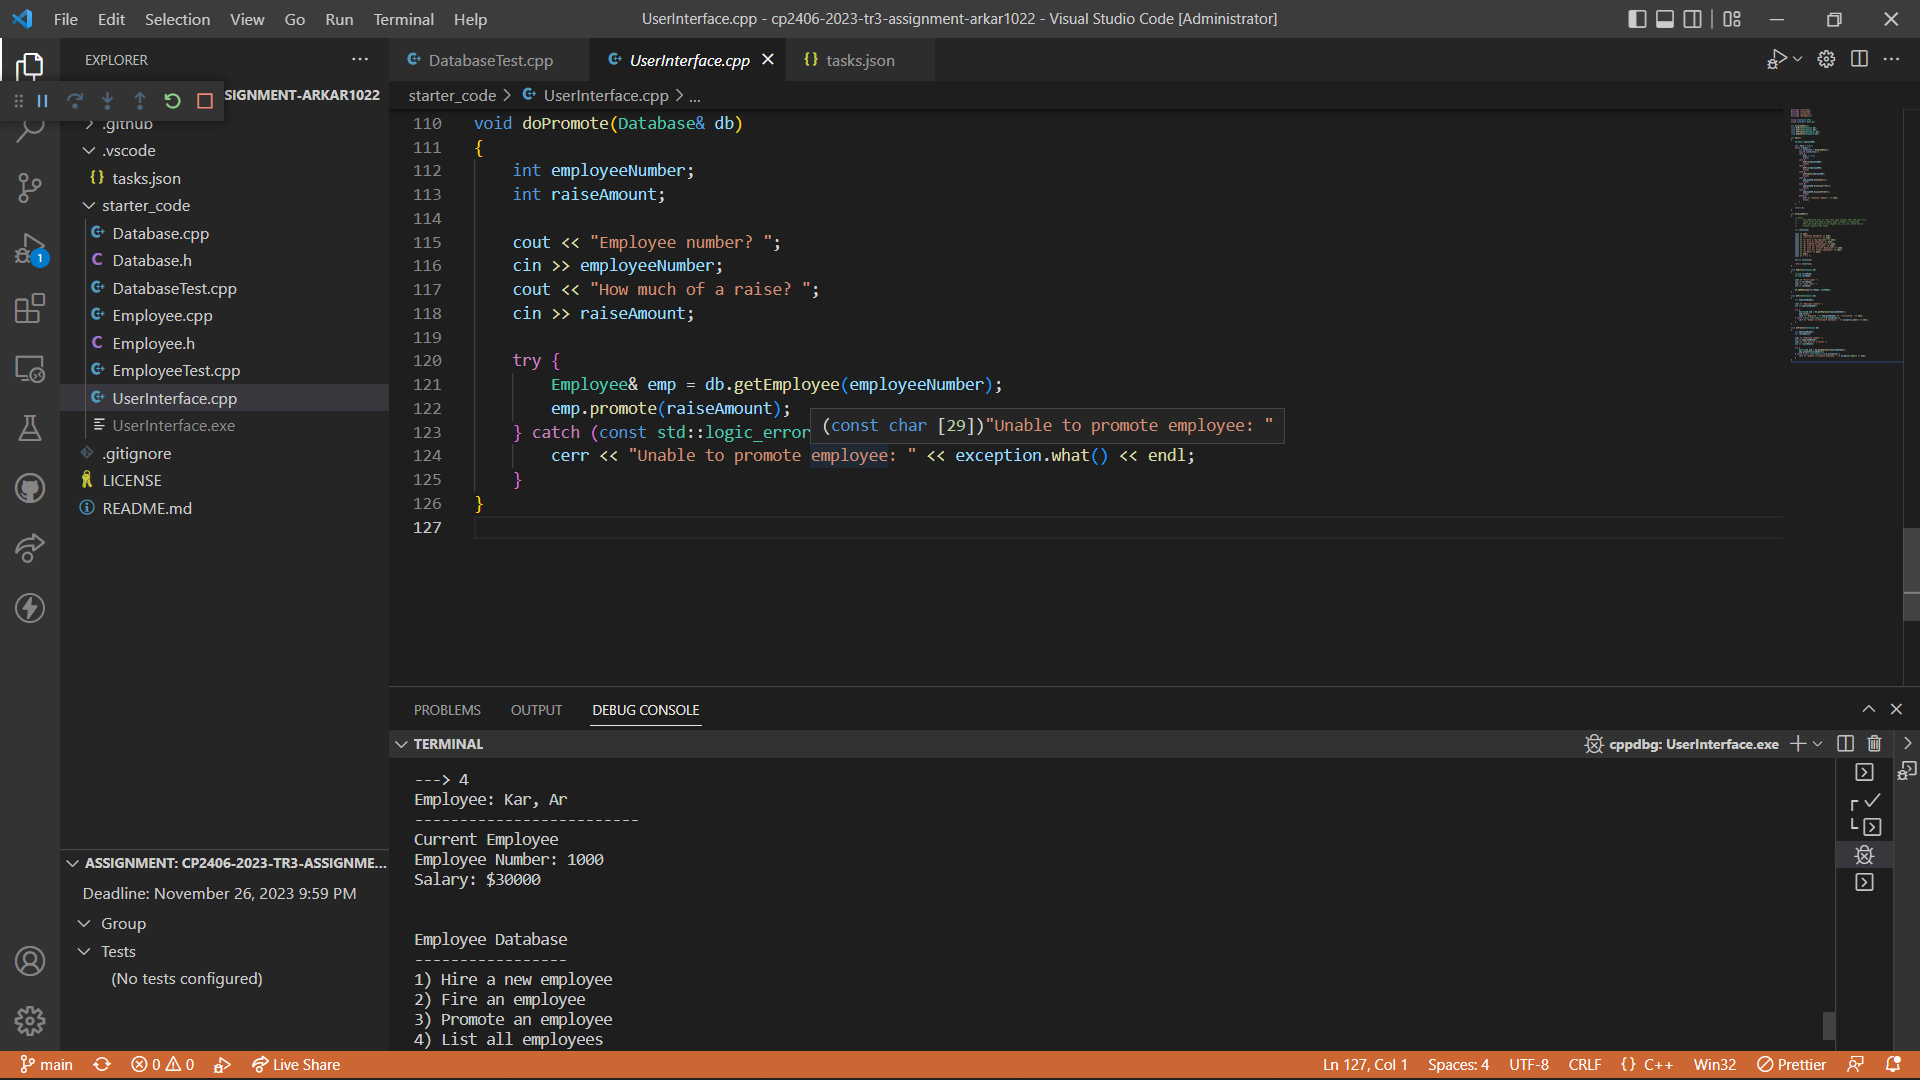 File Edit Selection View Go Run Terminal Help
UserInterface.cpp - cp2406-2023-tr3-assignment-arkar1022 - Visual Studio Code [Administrator]
EXPLORER
DatabaseTest.cpp
UserInterface.cpp
tasks.json
SIGNMENT-ARKAR1022
starter_code > UserInterface.cpp > ...
.github
.vscode
tasks.json
starter_code
Database.cpp
Database.h
DatabaseTest.cpp
Employee.cpp
Employee.h
EmployeeTest.cpp
UserInterface.cpp
UserInterface.exe
.gitignore
LICENSE
README.md
1
110 void doPromote(Database& db)
111 {
112 int employeeNumber;
113 int raiseAmount;
114
115 cout << "Employee number? ";
116 cin >> employeeNumber;
117 cout << "How much of a raise? ";
118 cin >> raiseAmount;
119
120 try {
121 Employee& emp = db.getEmployee(employeeNumber);
122 emp.promote(raiseAmount);
123 } catch (const std::logic_error
(const char [29])"Unable to promote employee: "
124 cerr << "Unable to promote employee: " << exception.what() << endl;
125 }
126 }
127
PROBLEMS OUTPUT DEBUG CONSOLE
TERMINAL
cppdbg: UserInterface.exe
---> 4
Employee: Kar, Ar
-------------------------
Current Employee
Employee Number: 1000
Salary: $30000
Employee Database
-----------------
1) Hire a new employee
2) Fire an employee
3) Promote an employee
4) List all employees
ASSIGNMENT: CP2406-2023-TR3-ASSIGNME...
Deadline: November 26, 2023 9:59 PM
Group
Tests
(No tests configured)
main 0 0 Live Share
Ln 127, Col 1 Spaces: 4 UTF-8 CRLF {} C++ Win32 Prettier